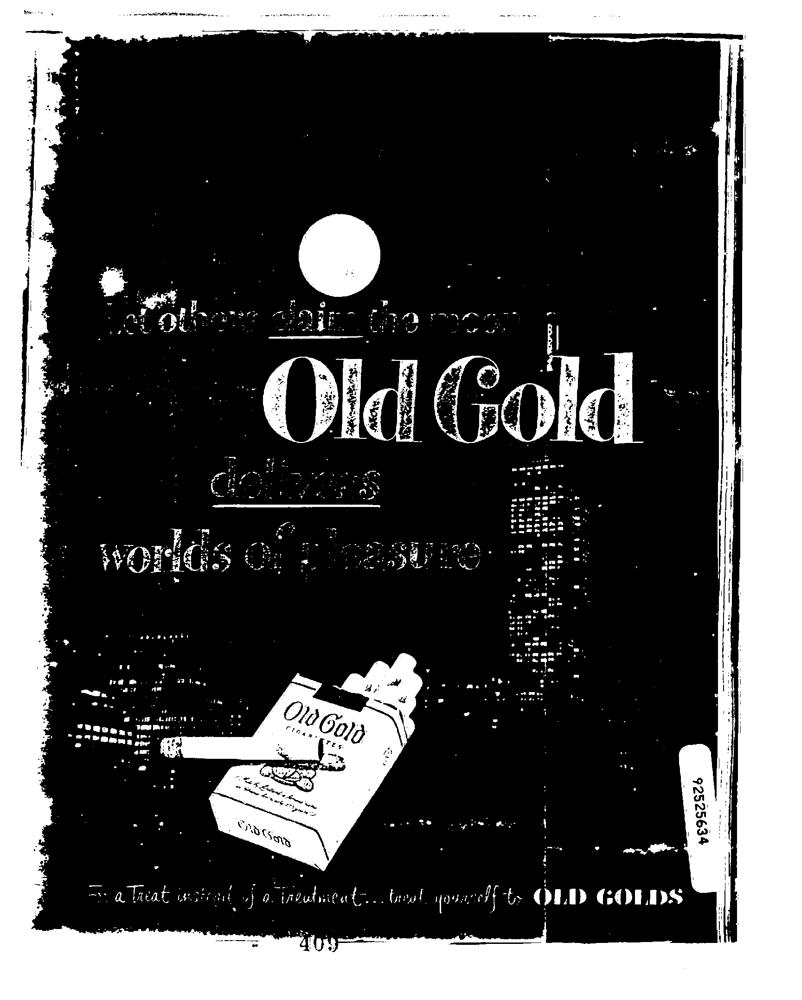 Let others claim the moon
Old Gold
delivers
worlds of pleasure
Old Gold
CIGARETTES
Old Gold
92525634
For a Treat instead of a Treatment... treat yourself to OLD GOLDS
409